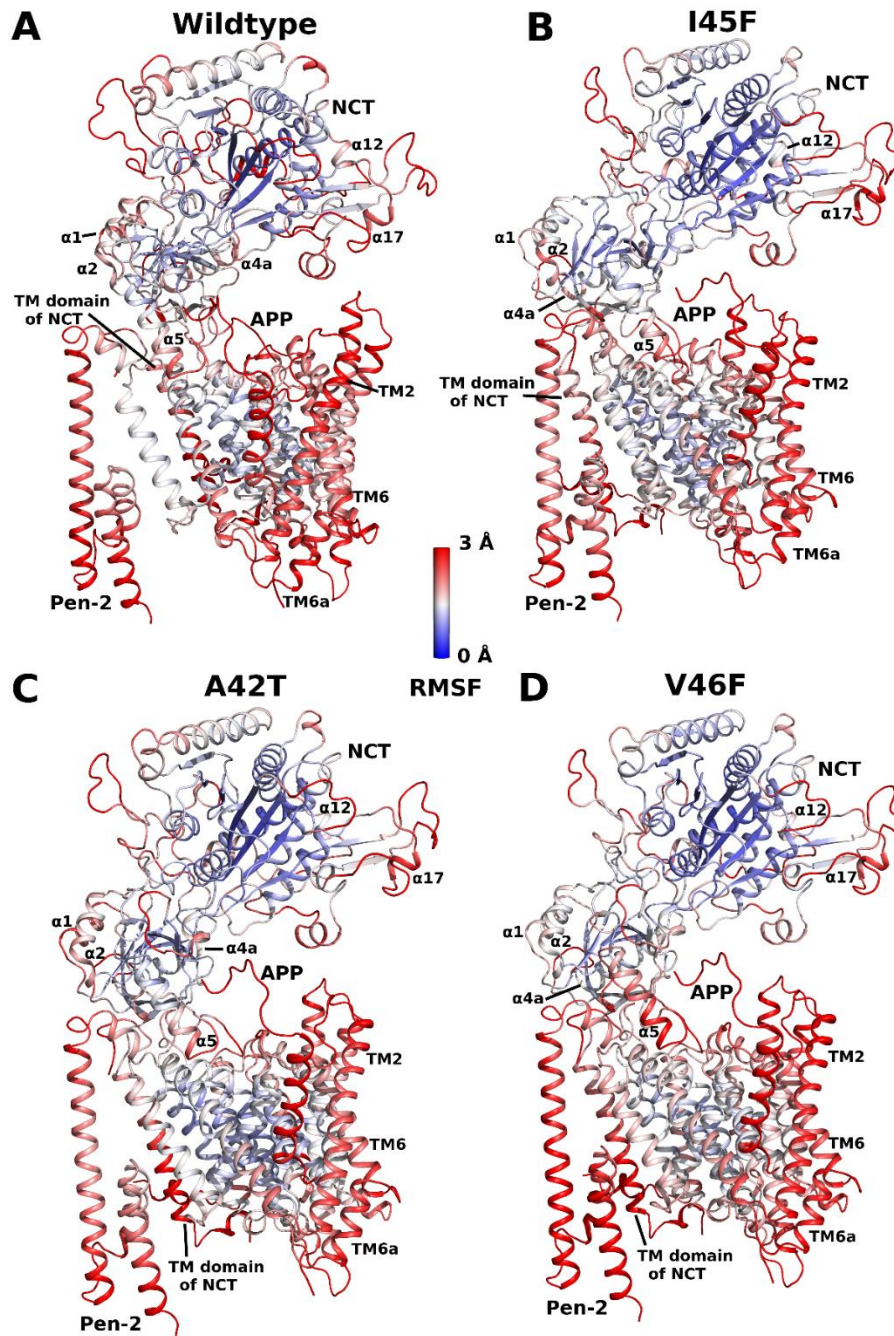 A
Wildtype
NCT
α12
α1
α2
α4a
α17
TM domain
of NCT
α5
APP
TM2
TM6
TM6a
Pen-2
B
I45F
NCT
α12
α17
α1
α2
α4a
APP
α5
TM domain
of NCT
TM2
TM6
TM6a
Pen-2
3 Å
0 Å
RMSF
C
A42T
NCT
α12
α17
α1
α2
α4a
APP
α5
TM2
TM6
TM6a
TM domain
of NCT
Pen-2
D
V46F
NCT
α12
α17
α1
α2
α4a
APP
α5
TM2
TM6
TM6a
TM domain
of NCT
Pen-2